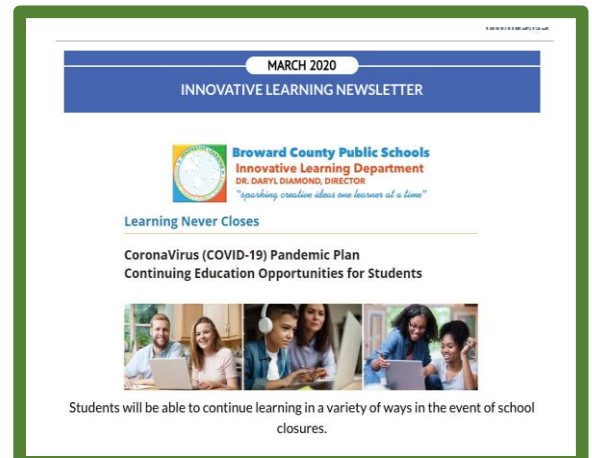 MARCH 2020
INNOVATIVE LEARNING NEWSLETTER
Broward County Public Schools
Innovative Learning Department
DR. DARYL DIAMOND, DIRECTOR
"sparking creative ideas one learner at a time"
Learning Never Closes
CoronaVirus (COVID-19) Pandemic Plan
Continuing Education Opportunities for Students
Students will be able to continue learning in a variety of ways in the event of school
closures.